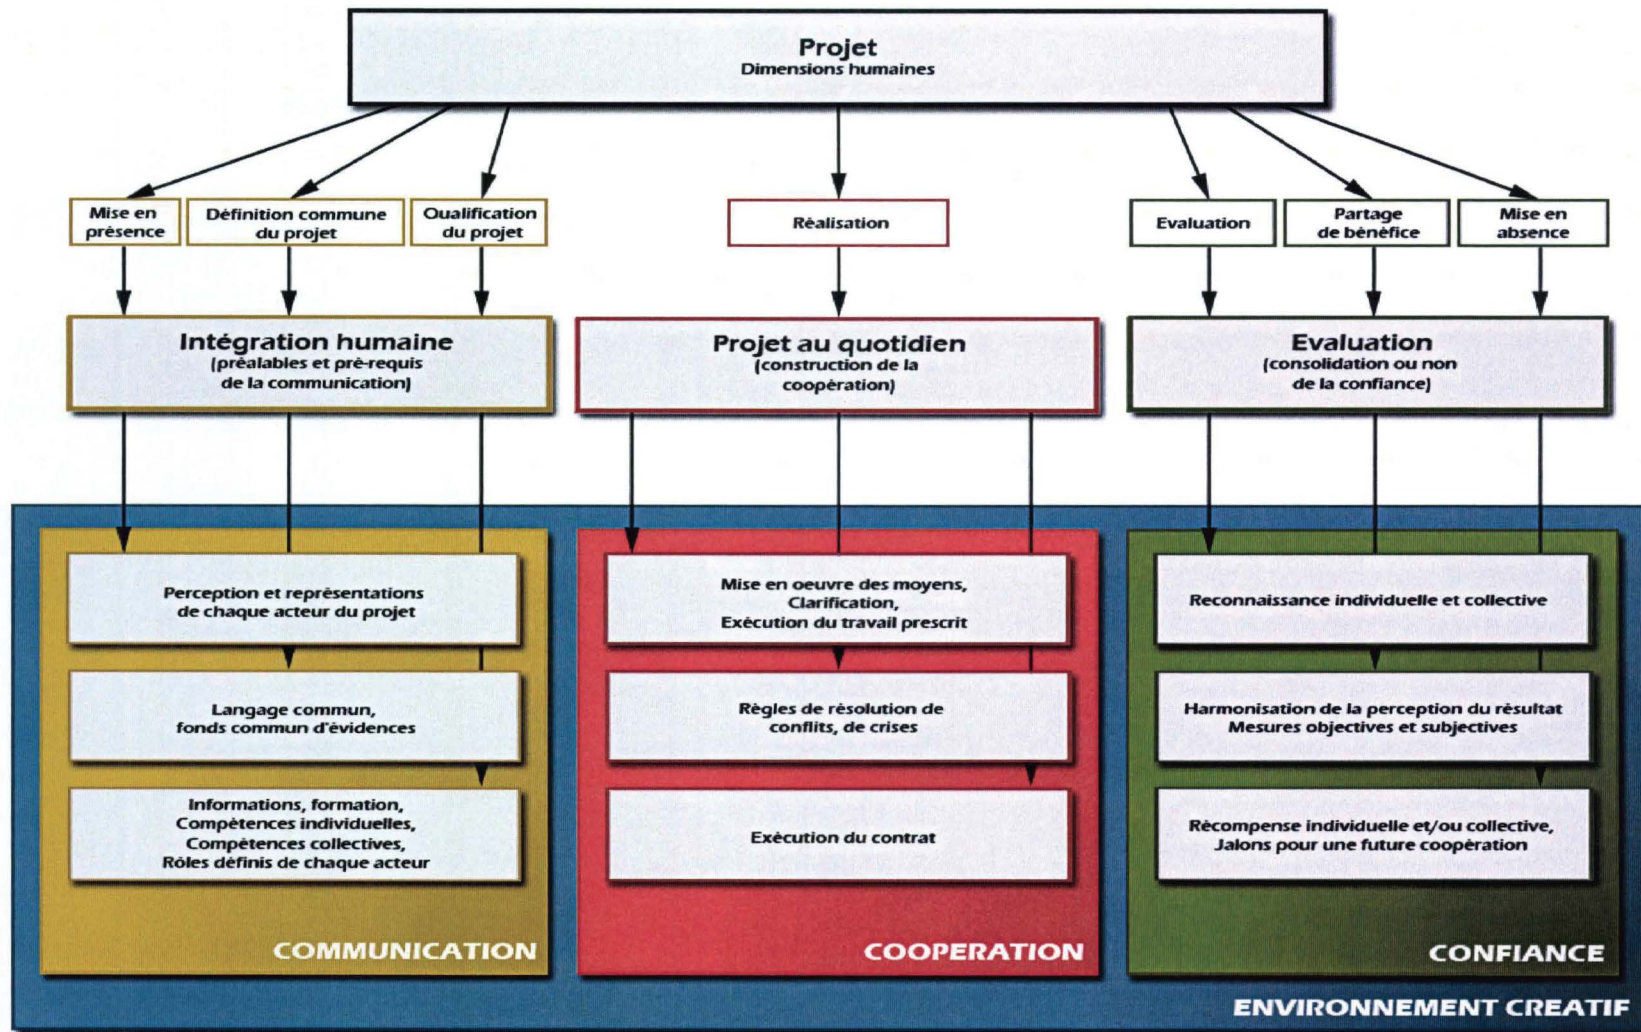 Projet
Dimensions humaines
Mise en
présence
Définition commune
du projet
Qualification
du projet
Réalisation
Evaluation
Partage
de bénéfice
Mise en
absence
Intégration humaine
(préalables et pré-requis
de la communication)
Projet au quotidien
(construction de la
coopération)
Evaluation
(consolidation ou non
de la confiance)
Perception et représentations
de chaque acteur du projet
Langage commun,
fonds commun d'évidences
Informations, formation,
Compétences individuelles,
Compétences collectives,
Rôles définis de chaque acteur
COMMUNICATION
Mise en oeuvre des moyens,
Clarification,
Exécution du travail prescrit
Règles de résolution de
conflits, de crises
Exécution du contrat
COOPERATION
Reconnaissance individuelle et collective
Harmonisation de la perception du résultat
Mesures objectives et subjectives
Récompense individuelle et/ou collective,
Jalons pour une future coopération
CONFIANCE
ENVIRONNEMENT CREATIF